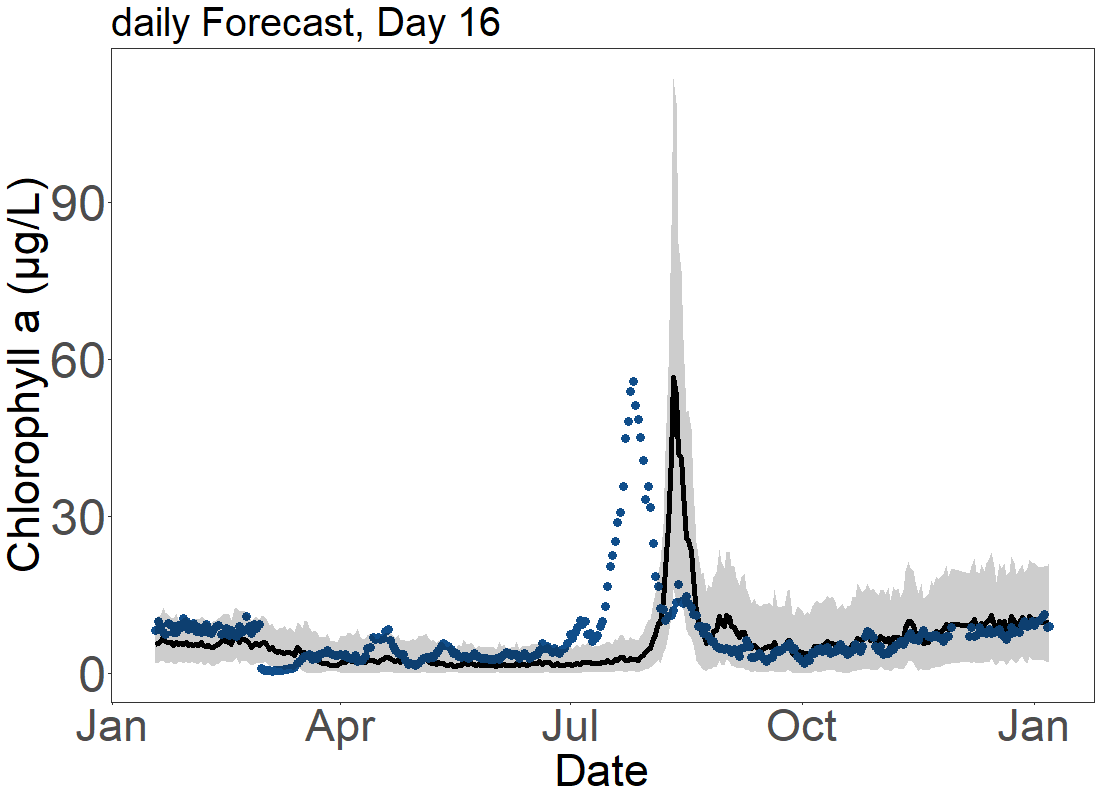 daily Forecast, Day 16
Chlorophyll a (µg/L)
90
60
30
0
Jan Apr Jul Oct Jan
Date